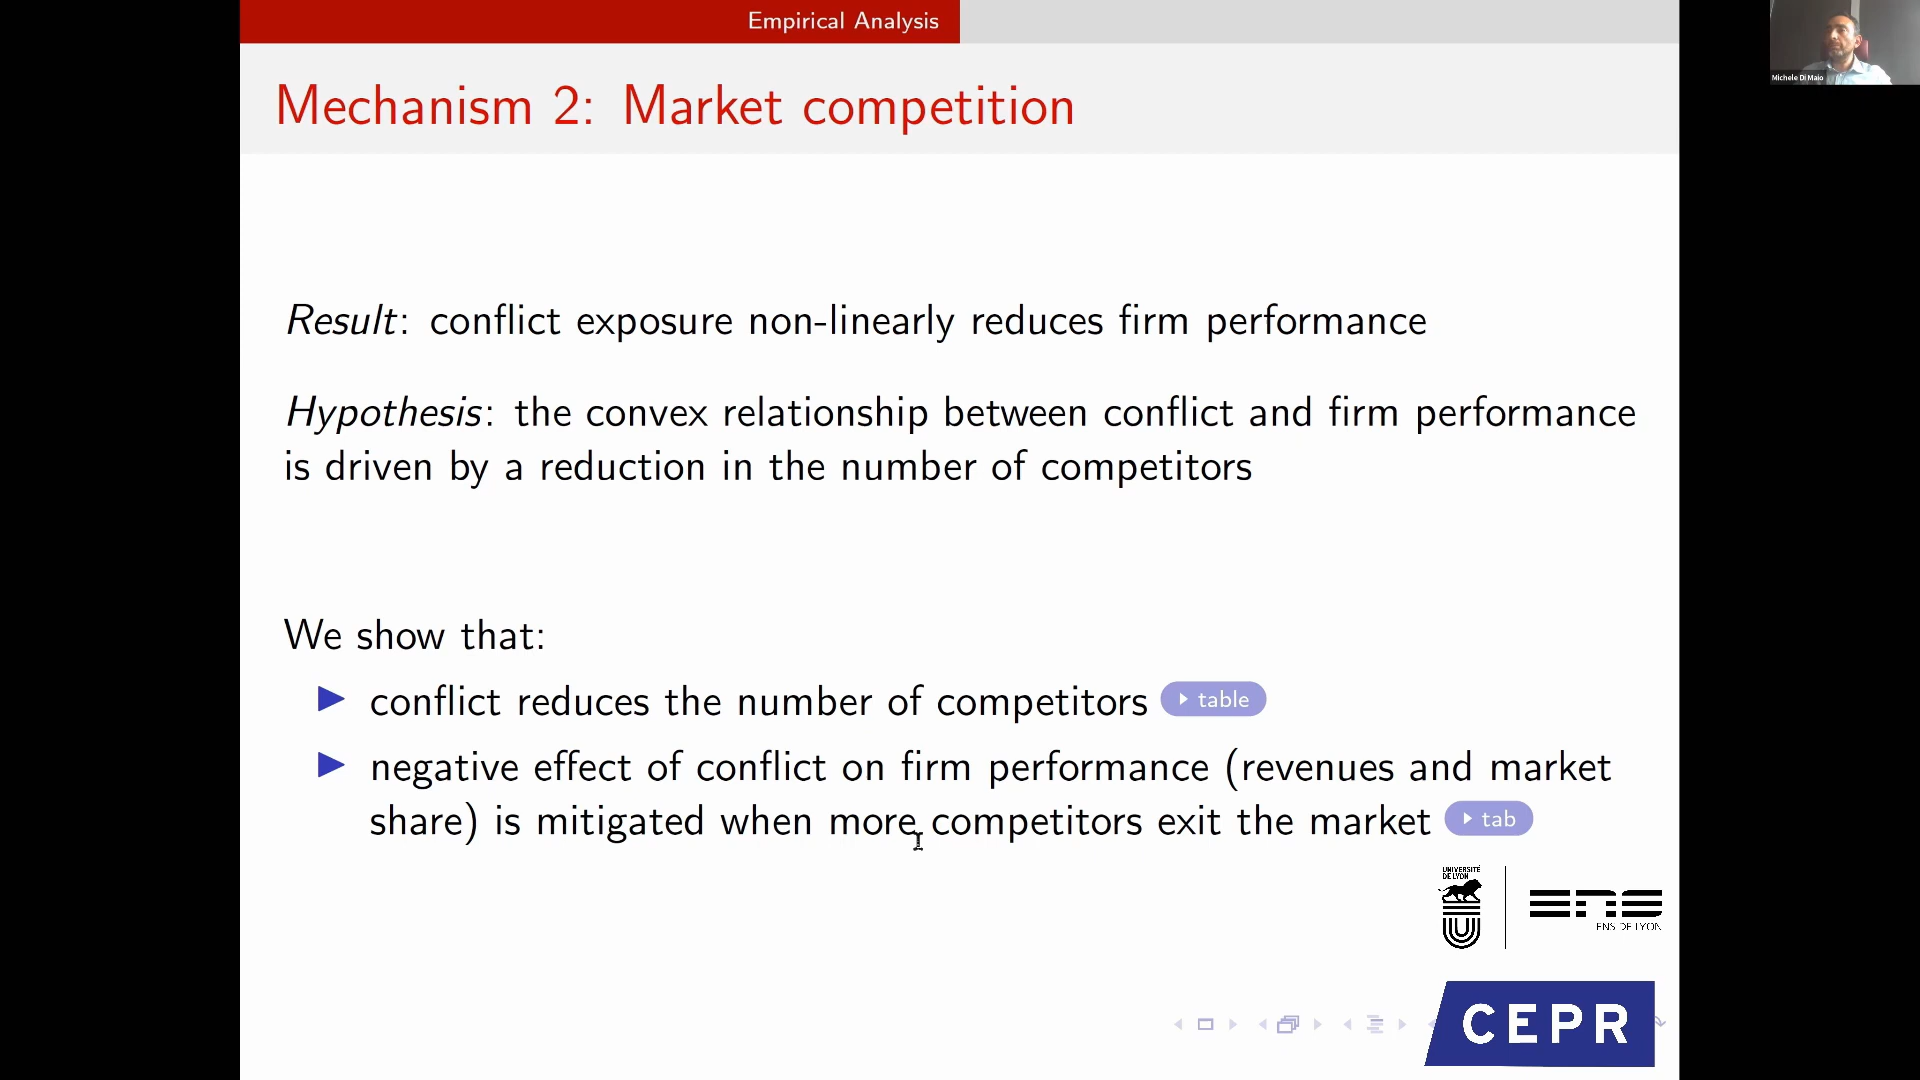 Empirical Analysis
Michele Di Maio
Mechanism 2: Market competition
Result: conflict exposure non-linearly reduces firm performance
Hypothesis: the convex relationship between conflict and firm performance
is driven by a reduction in the number of competitors
We show that:
conflict reduces the number of competitors table
negative effect of conflict on firm performance (revenues and market
share) is mitigated when more competitors exit the market tab
UNIVERSITÉ
DE LYON
ENS
ENS DE LYON
CEPR